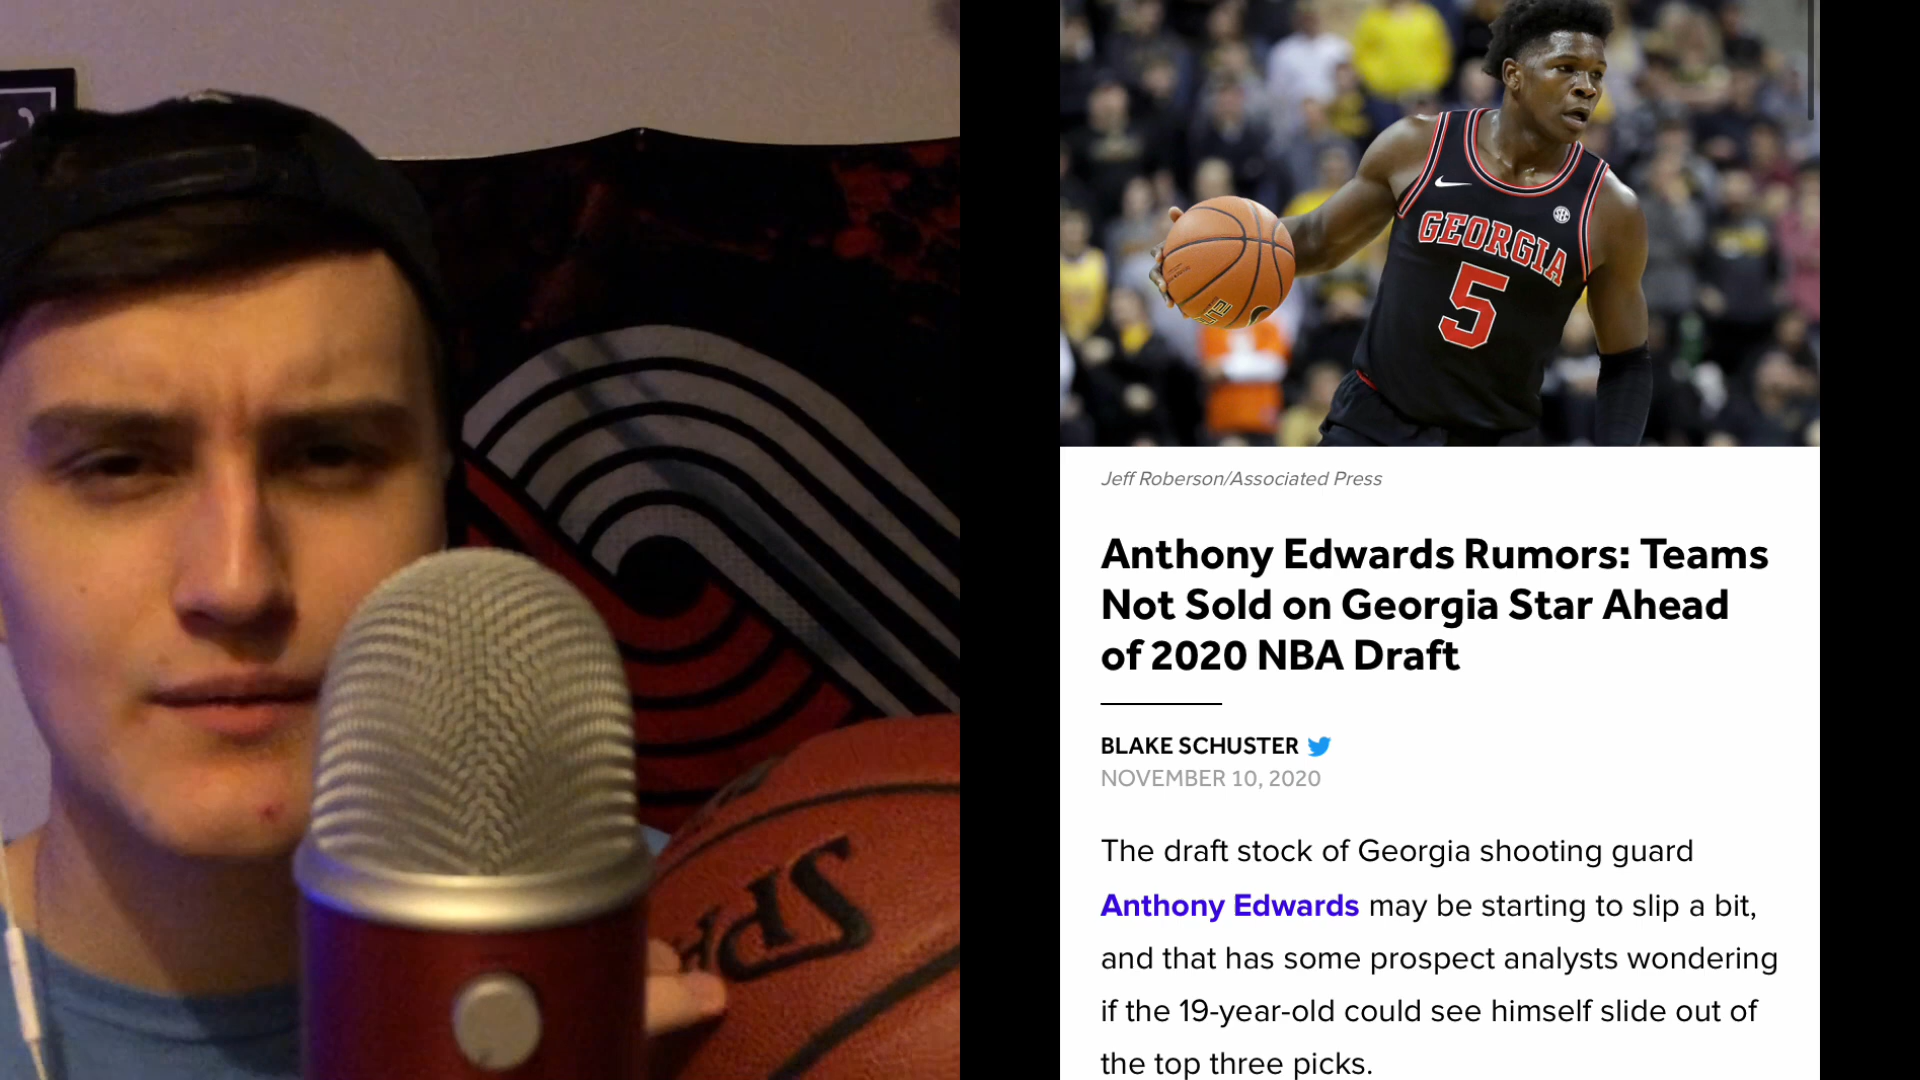 GEORGIA
5
Jeff Roberson/Associated Press
Anthony Edwards Rumors: Teams
Not Sold on Georgia Star Ahead
of 2020 NBA Draft
BLAKE SCHUSTER
NOVEMBER 10, 2020
The draft stock of Georgia shooting guard
Anthony Edwards may be starting to slip a bit,
and that has some prospect analysts wondering
if the 19-year-old could see himself slide out of
the top three picks.